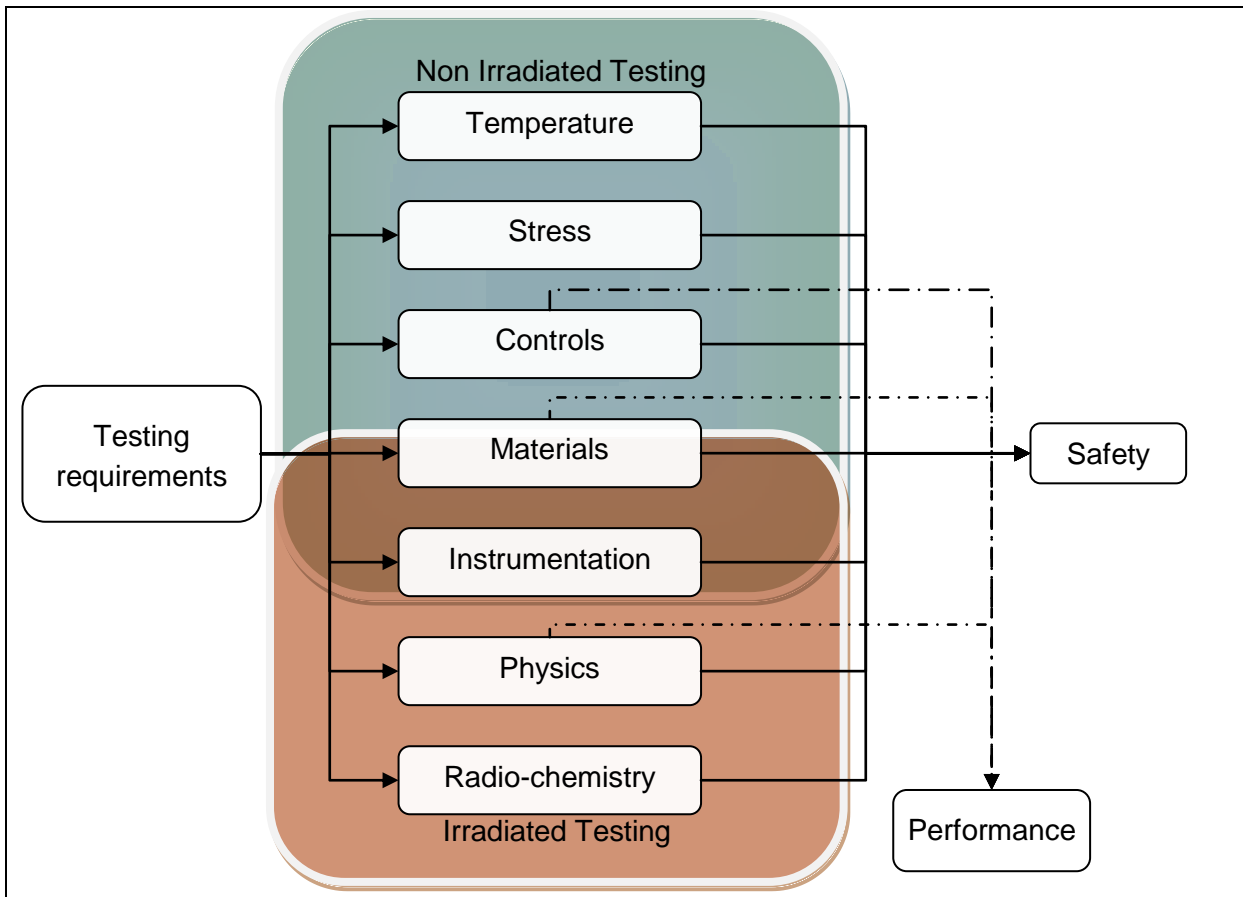 Non Irradiated Testing
Temperature
Stress
Controls
Testing
requirements
Materials
Safety
Instrumentation
Physics
Radio-chemistry
Irradiated Testing
Performance